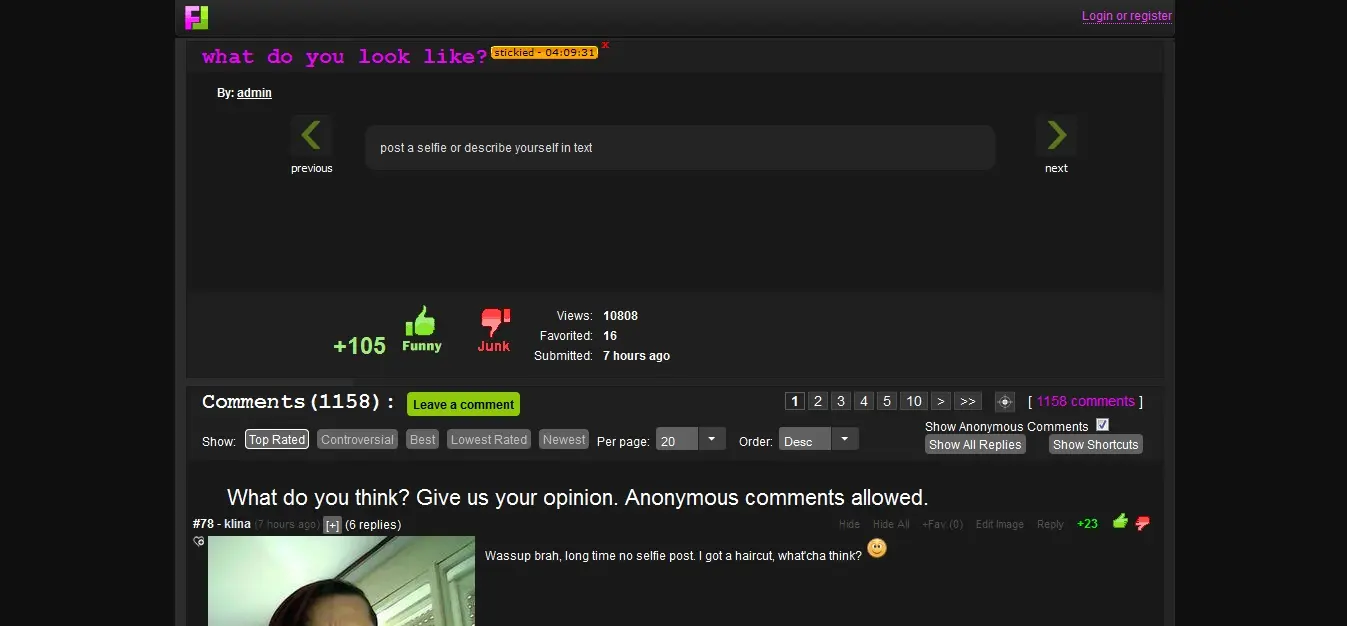 FJ
Login or register
what do you look like? stickied - 04:09:31 x
By: admin
post a selfie or describe yourself in text
previous
next
+105 Funny Junk
Views: 10808
Favorited: 16
Submitted: 7 hours ago
Comments(1158): Leave a comment 1 2 3 4 5 10 > >> [ 1158 comments ]
Show Anonymous Comments
Show: Top Rated Controversial Best Lowest Rated Newest Per page: 20 Order: Desc Show All Replies Show Shortcuts
What do you think? Give us your opinion. Anonymous comments allowed.
#78 - klina (7 hours ago) [+] (6 replies) Hide Hide All +Fav (0) Edit Image Reply +23
Wassup brah, long time no selfie post. I got a haircut, what'cha think?